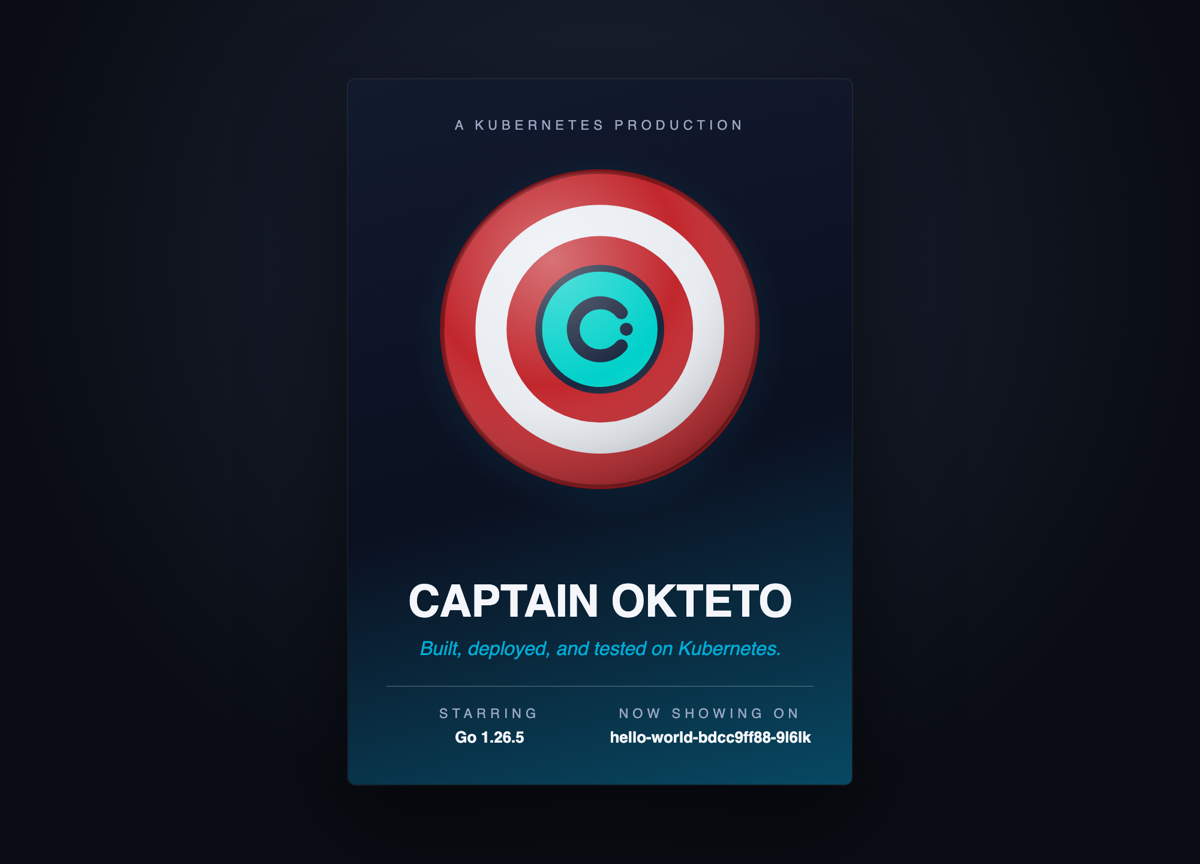 A KUBERNETES PRODUCTION
CAPTAIN OKTETO
Built, deployed, and tested on Kubernetes.
STARRING
Go 1.26.5
NOW SHOWING ON
hello-world-bdcc9ff88-9l6lk